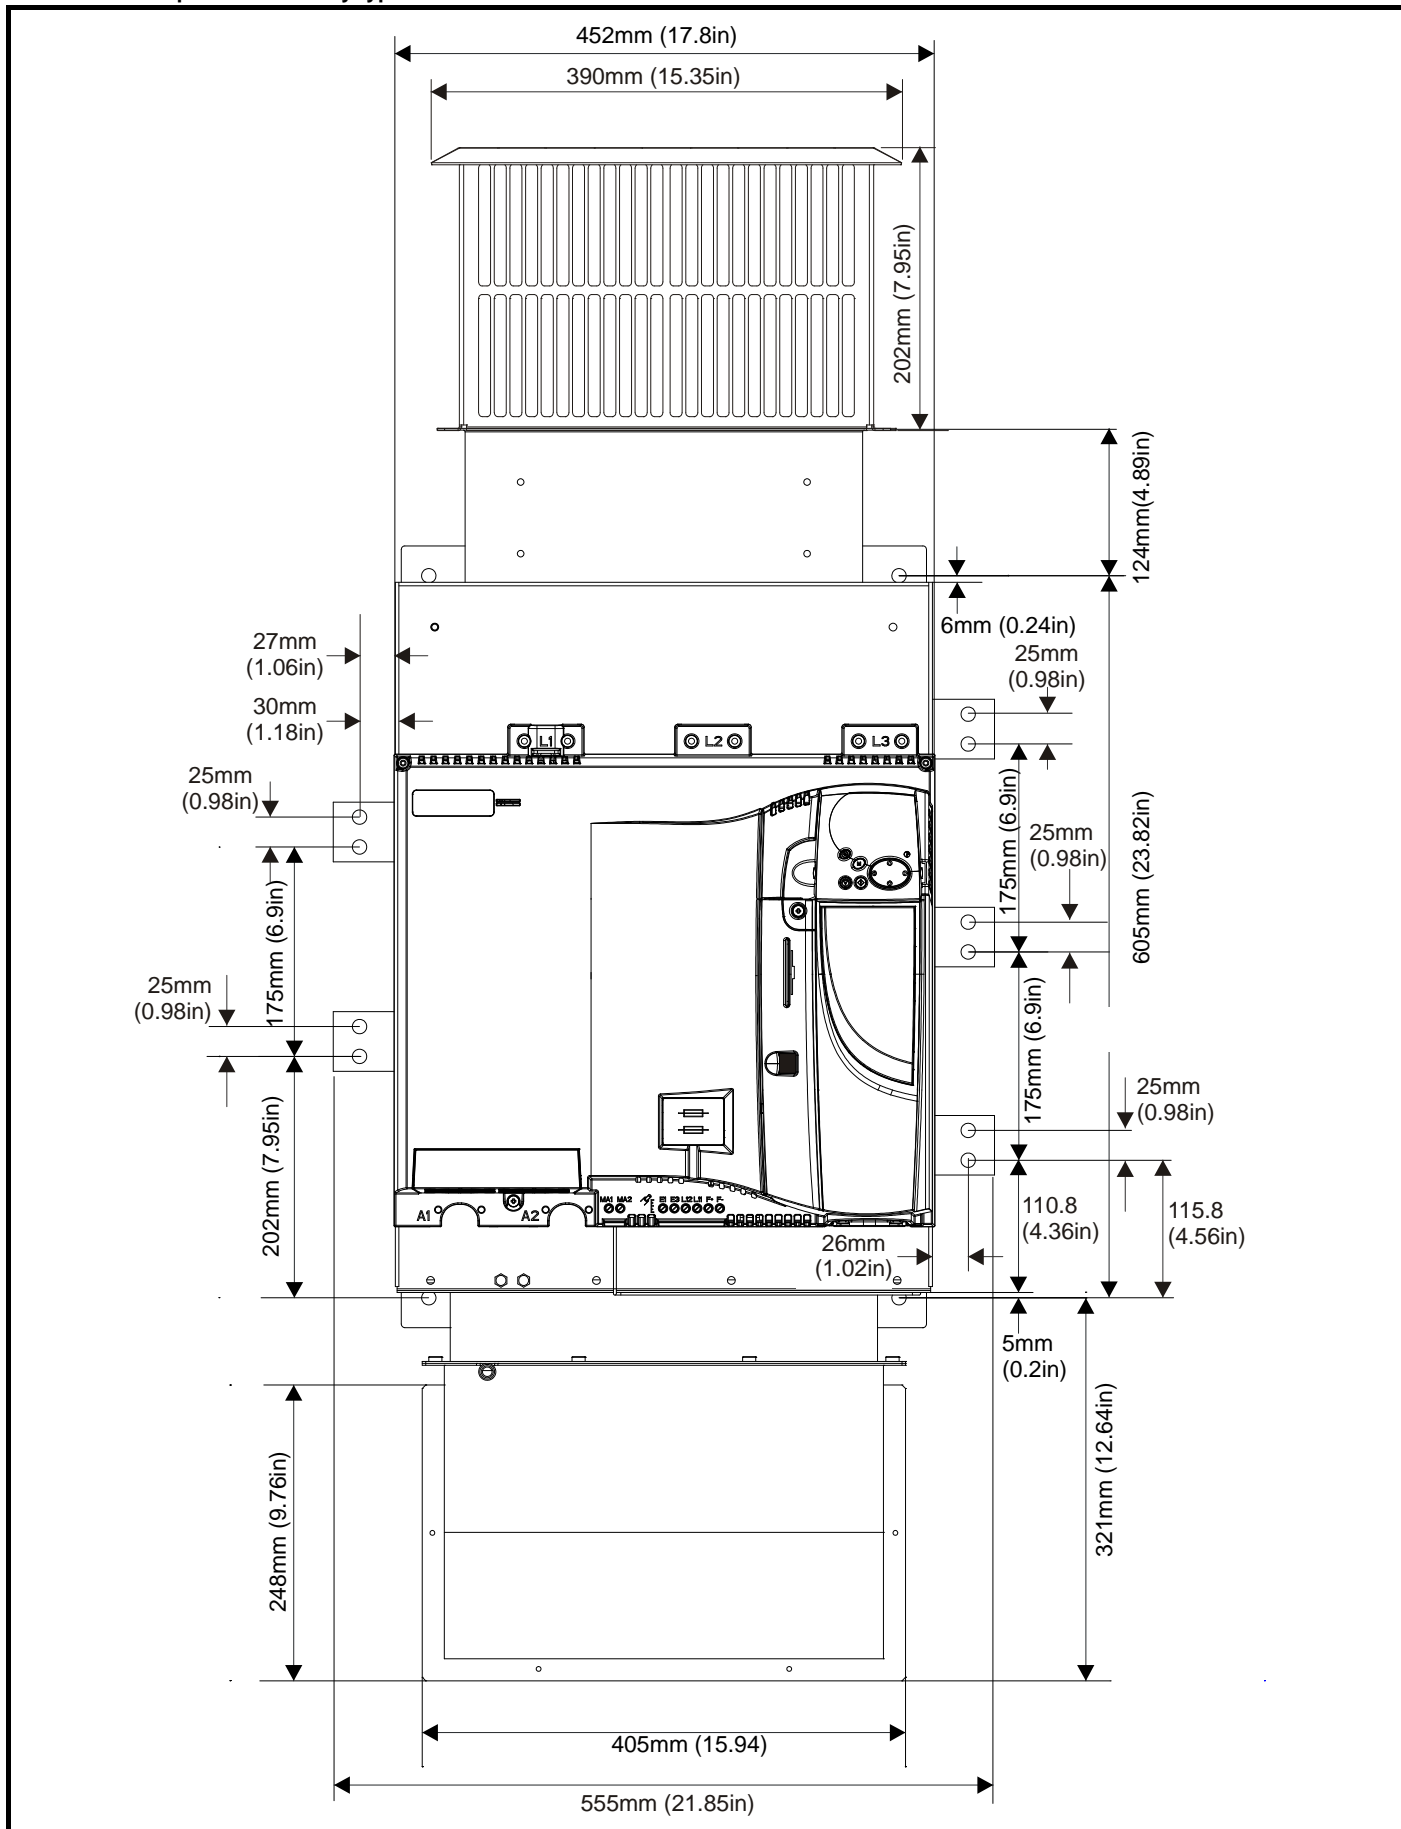 452mm (17.8in)
390mm (15.35in)
202mm (7.95in)
124mm(4.89in)
6mm (0.24in)
27mm
(1.06in)
25mm
(0.98in)
30mm
(1.18in)
L1
L2
L3
25mm
(0.98in)
175mm (6.9in)
25mm
(0.98in)
605mm (23.82in)
175mm (6.9in)
25mm
(0.98in)
175mm (6.9in)
25mm
(0.98in)
202mm (7.95in)
MA1 MA2
E1 E3 L12 L11 F+ F-
A1
A2
110.8
(4.36in)
115.8
(4.56in)
26mm
(1.02in)
5mm
(0.2in)
248mm (9.76in)
321mm (12.64in)
405mm (15.94)
555mm (21.85in)